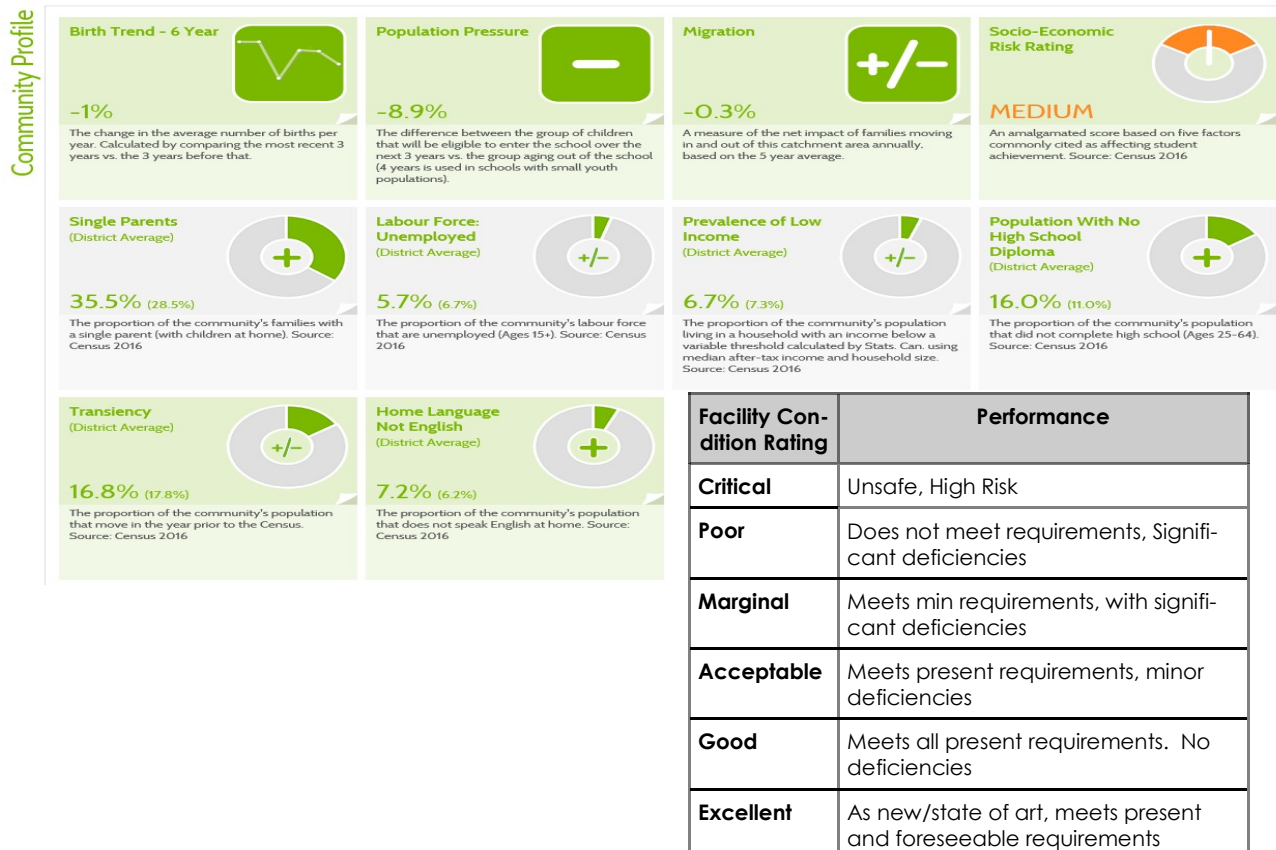 Community Profile
Birth Trend - 6 Year
-1%
The change in the average number of births per
year. Calculated by comparing the most recent 3
years vs. the 3 years before that.
Population Pressure
-8.9%
The difference between the group of children
that will be eligible to enter the school over the
next 3 years vs. the group aging out of the school
(4 years is used in schools with small youth
populations).
Migration
+/-
-0.3%
A measure of the net impact of families moving
in and out of this catchment area annually,
based on the 5 year average.
Socio-Economic
Risk Rating
MEDIUM
An amalgamated score based on five factors
commonly cited as affecting student
achievement. Source: Census 2016
Single Parents
(District Average)
+
35.5% (28.5%)
The proportion of the community's families with
a single parent (with children at home). Source:
Census 2016
Labour Force:
Unemployed
(District Average)
+/-
5.7% (6.7%)
The proportion of the community's labour force
that are unemployed (Ages 15+). Source: Census
2016
Prevalence of Low
Income
(District Average)
+/-
6.7% (7.3%)
The proportion of the community's population
living in a household with an income below a
variable threshold calculated by Stats. Can. using
median after-tax income and household size.
Source: Census 2016
Population With No
High School
Diploma
(District Average)
+
16.0% (11.0%)
The proportion of the community's population
that did not complete high school (Ages 25-64).
Source: Census 2016
Transiency
(District Average)
+/-
16.8% (17.8%)
The proportion of the community's population
that move in the year prior to the Census.
Source: Census 2016
Home Language
Not English
(District Average)
+
7.2% (6.2%)
The proportion of the community's population
that does not speak English at home. Source:
Census 2016
Facility Con-
dition Rating
Performance
Critical
Unsafe, High Risk
Poor
Does not meet requirements, Signifi-
cant deficiencies
Marginal
Meets min requirements, with signifi-
cant deficiencies
Acceptable
Meets present requirements, minor
deficiencies
Good
Meets all present requirements. No
deficiencies
Excellent
As new/state of art, meets present
and foreseeable requirements